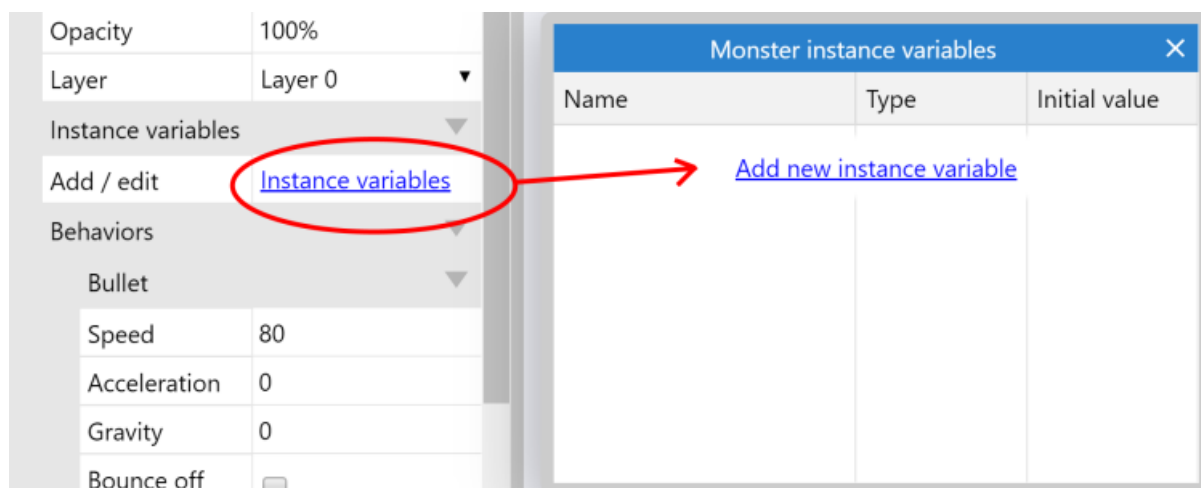 Opacity 100%
Layer Layer 0
Instance variables
Add / edit Instance variables
Behaviors
Bullet
Speed 80
Acceleration 0
Gravity 0
Bounce off
Monster instance variables
Name Type Initial value
Add new instance variable